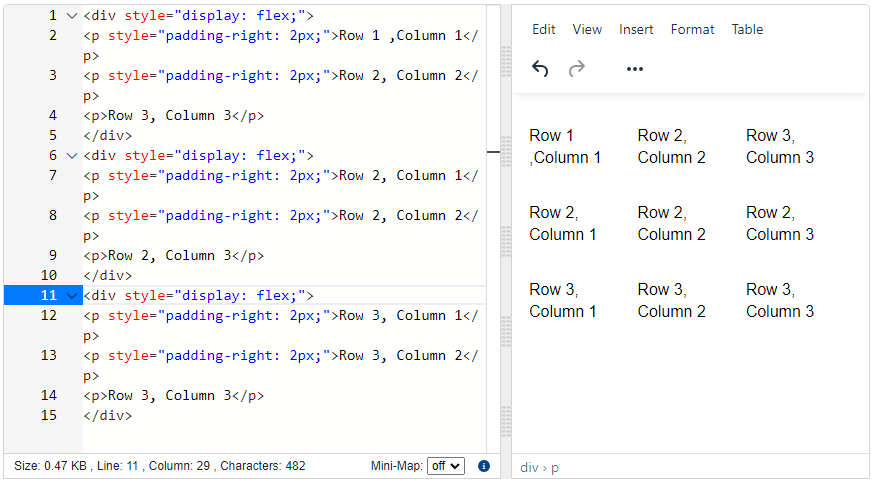 1 <div style="display: flex;">
2 <p style="padding-right: 2px;">Row 1 ,Column 1</
p>
3 <p style="padding-right: 2px;">Row 2, Column 2</
p>
4 <p>Row 3, Column 3</p>
5 </div>
6 <div style="display: flex;">
7 <p style="padding-right: 2px;">Row 2, Column 1</
p>
8 <p style="padding-right: 2px;">Row 2, Column 2</
p>
9 <p>Row 2, Column 3</p>
10 </div>
11 <div style="display: flex;">
12 <p style="padding-right: 2px;">Row 3, Column 1</
p>
13 <p style="padding-right: 2px;">Row 3, Column 2</
p>
14 <p>Row 3, Column 3</p>
15 </div>
Size: 0.47 KB , Line: 11 , Column: 29 , Characters: 482 Mini-Map: off i
Edit View Insert Format Table
Row 1 Row 2, Row 3,
,Column 1 Column 2 Column 3
Row 2, Row 2, Row 2,
Column 1 Column 2 Column 3
Row 3, Row 3, Row 3,
Column 1 Column 2 Column 3
div › p